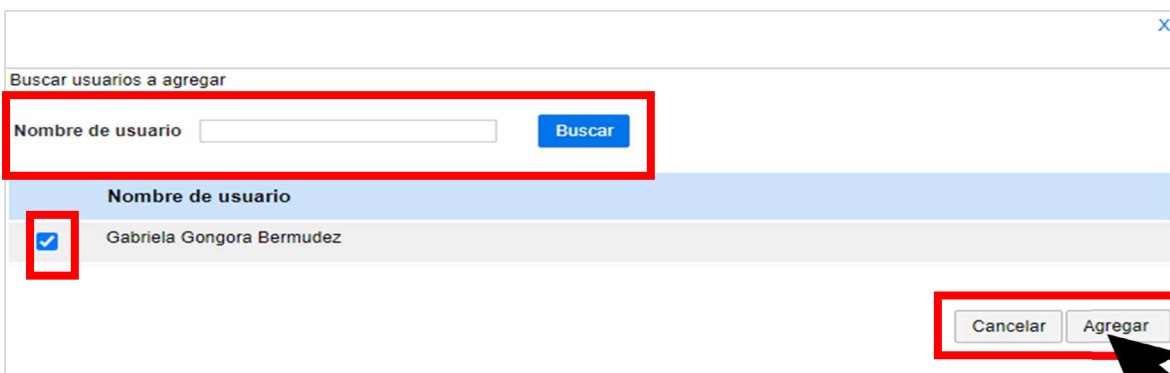 X
Buscar usuarios a agregar
Nombre de usuario Buscar
Nombre de usuario
Gabriela Gongora Bermudez
Cancelar Agregar